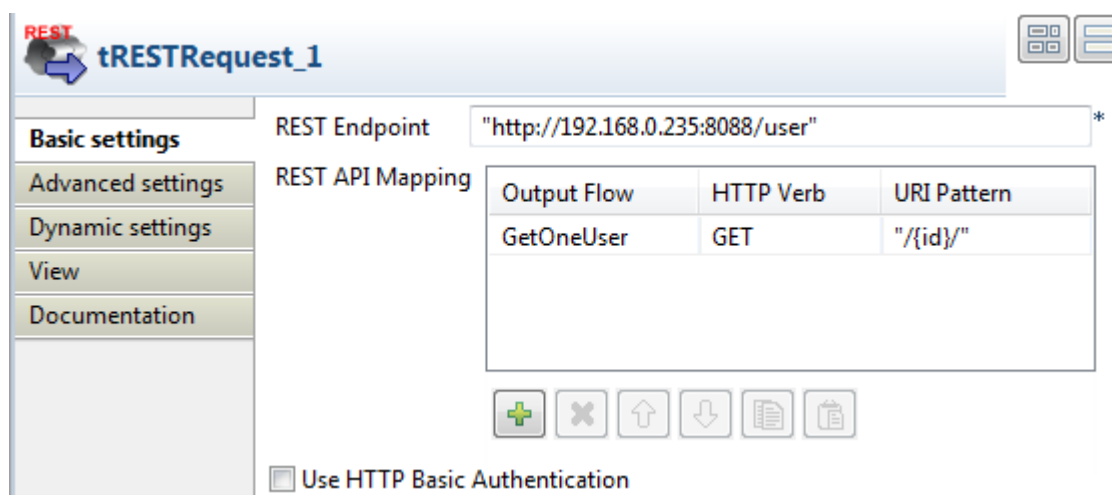 REST
tRESTRequest_1
Basic settings
Advanced settings
Dynamic settings
View
Documentation
REST Endpoint "http://192.168.0.235:8088/user" *
REST API Mapping
Output Flow HTTP Verb URI Pattern
GetOneUser GET "/{id}/"
Use HTTP Basic Authentication